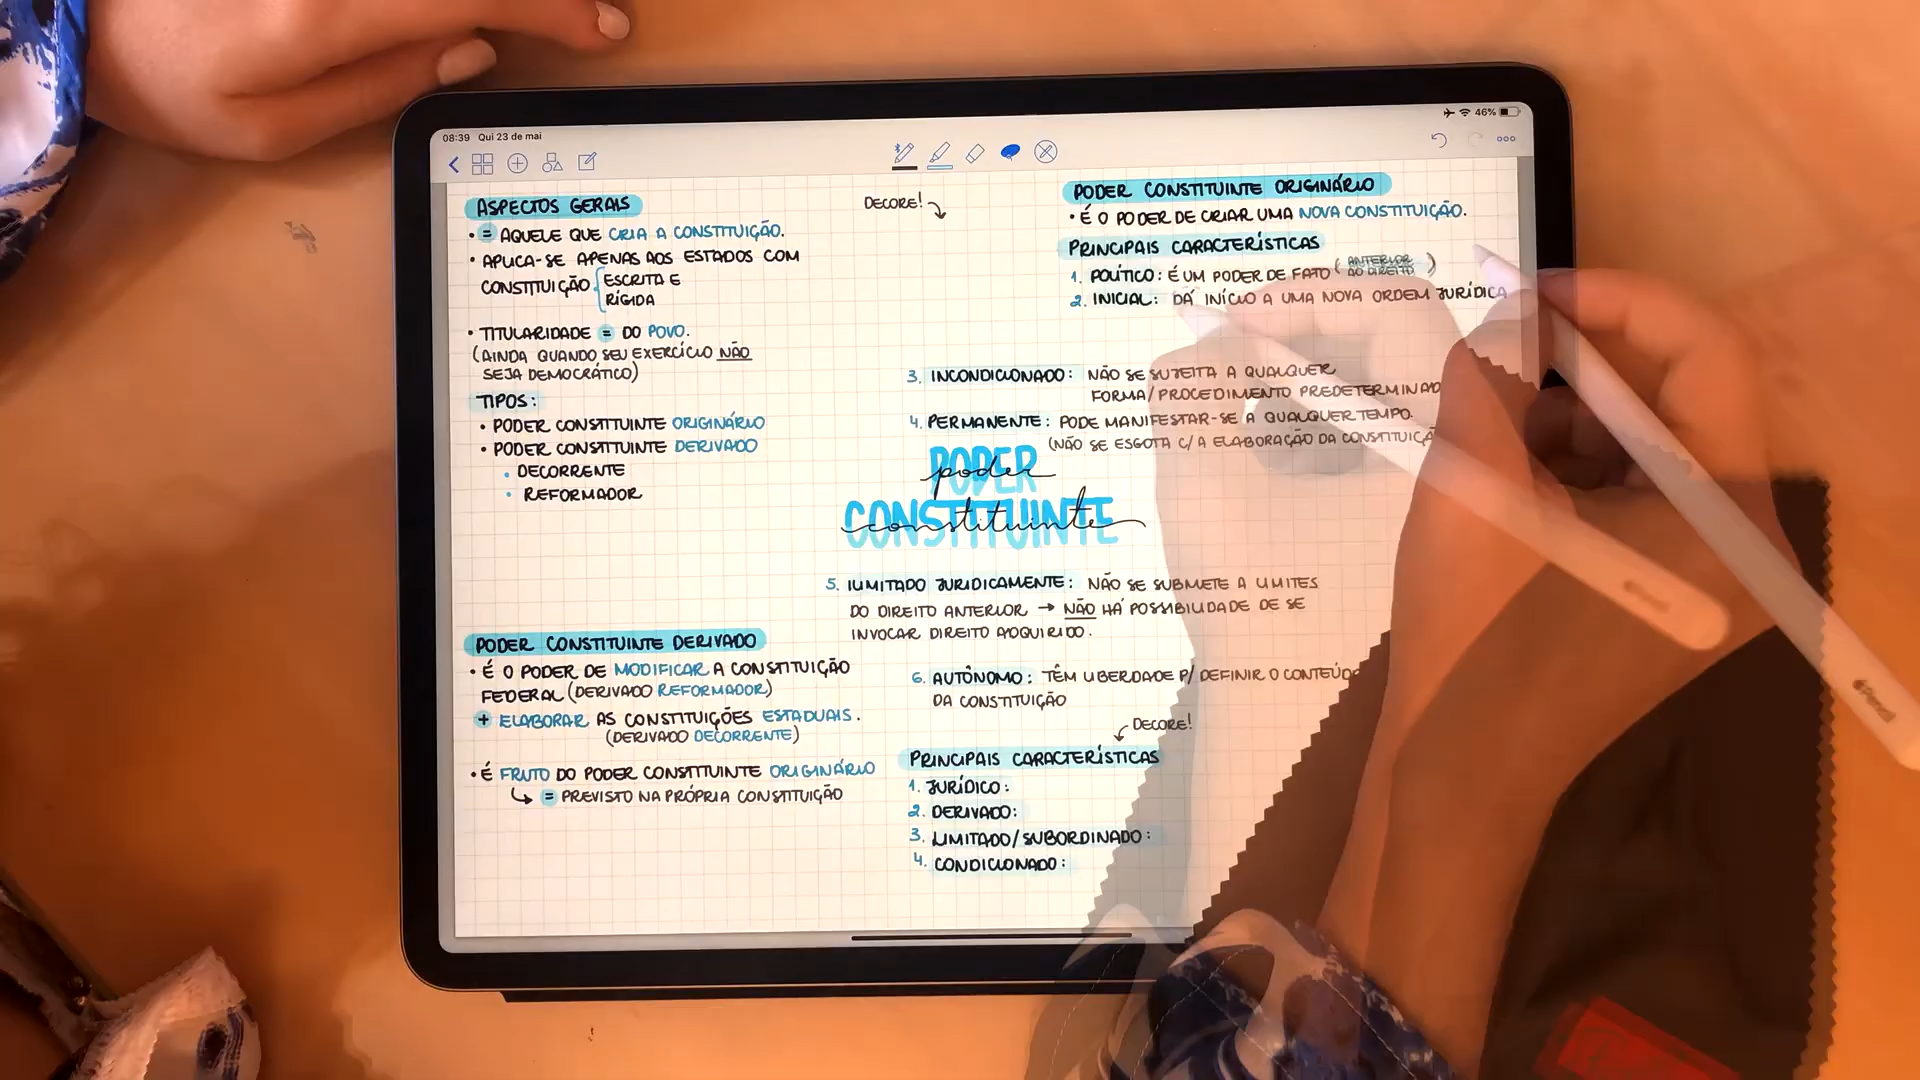 08:39 Qui 23 de mai
46%
ASPECTOS GERAIS
• = AQUELE QUE CRIA A CONSTITUIÇÃO.
• APLICA-SE APENAS AOS ESTADOS COM
CONSTITUIÇÃO { ESCRITA E
RÍGIDA
• TITULARIDADE = DO POVO.
(AINDA QUANDO SEU EXERCÍCIO NÃO
SEJA DEMOCRÁTICO)
TIPOS:
• PODER CONSTITUINTE ORIGINÁRIO
• PODER CONSTITUINTE DERIVADO
• DECORRENTE
• REFORMADOR
DECORE!
PODER CONSTITUINTE ORIGINÁRIO
• É O PODER DE CRIAR UMA NOVA CONSTITUIÇÃO.
PRINCIPAIS CARACTERÍSTICAS
1. POLÍTICO: É UM PODER DE FATO (ANTERIOR
AO DIREITO)
2. INICIAL: DÁ INÍCIO A UMA NOVA ORDEM JURÍDICA
3. INCONDICIONADO: NÃO SE SUJEITA A QUALQUER
FORMA/PROCEDIMENTO PREDETERMINAD
4. PERMANENTE: PODE MANIFESTAR-SE A QUALQUER TEMPO.
(NÃO SE ESGOTA C/ A ELABORAÇÃO DA CONSTITUIÇÃ
PODER
poder
CONSTITUINTE
constituinte
5. ILIMITADO JURIDICAMENTE: NÃO SE SUBMETE A LIMITES
DO DIREITO ANTERIOR → NÃO HÁ POSSIBILIDADE DE SE
INVOCAR DIREITO ADQUIRIDO.
6. AUTÔNOMO: TÊM LIBERDADE P/ DEFINIR O CONTEÚDO
DA CONSTITUIÇÃO
PODER CONSTITUINTE DERIVADO
• É O PODER DE MODIFICAR A CONSTITUIÇÃO
FEDERAL (DERIVADO REFORMADOR)
+ ELABORAR AS CONSTITUIÇÕES ESTADUAIS.
(DERIVADO DECORRENTE)
• É FRUTO DO PODER CONSTITUINTE ORIGINÁRIO
↳ = PREVISTO NA PRÓPRIA CONSTITUIÇÃO
DECORE!
PRINCIPAIS CARACTERÍSTICAS
1. JURÍDICO:
2. DERIVADO:
3. LIMITADO/SUBORDINADO:
4. CONDICIONADO:
Pencil
Pencil